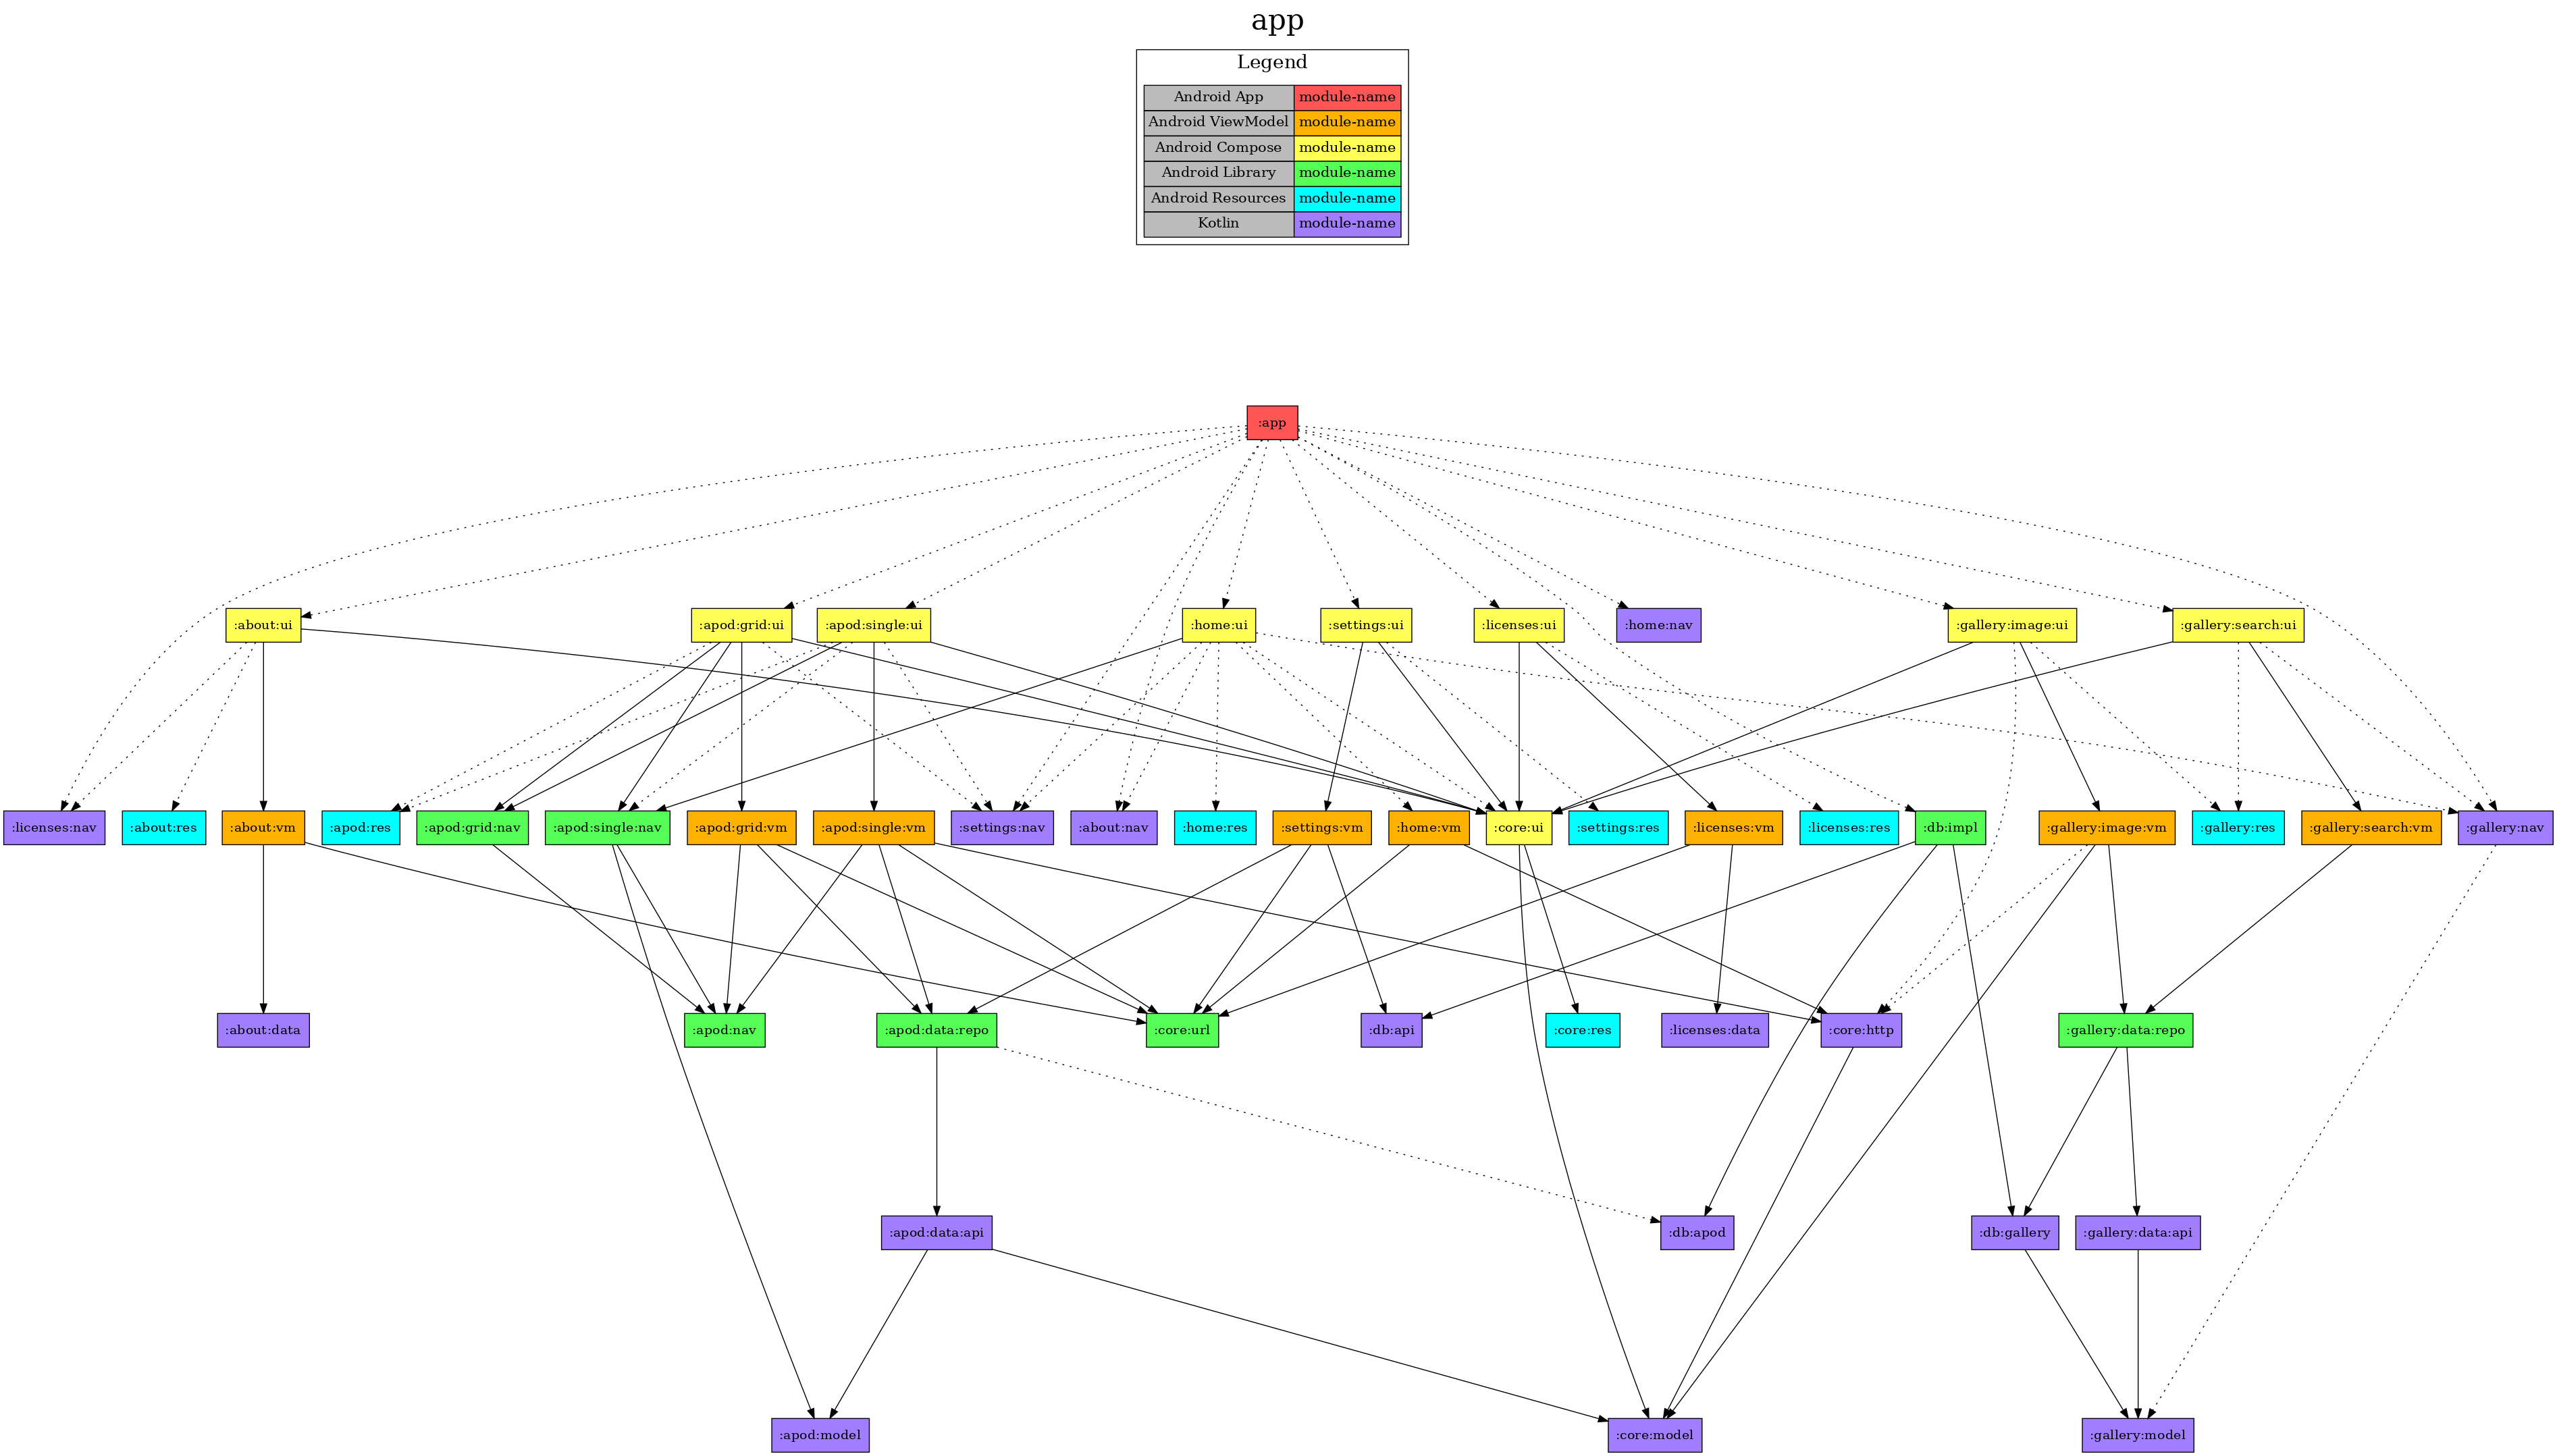 app
Legend
Android App module-name
Android ViewModel module-name
Android Compose module-name
Android Library module-name
Android Resources module-name
Kotlin module-name
:app
:about:ui :apod:grid:ui :apod:single:ui :home:ui :settings:ui :licenses:ui :home:nav :gallery:image:ui :gallery:search:ui
:licenses:nav :about:res :about:vm :apod:res :apod:grid:nav :apod:single:nav :apod:grid:vm :apod:single:vm :settings:nav :about:nav :home:res :settings:vm :home:vm :core:ui :settings:res :licenses:vm :licenses:res :db:impl :gallery:image:vm :gallery:res :gallery:search:vm :gallery:nav
:about:data :apod:nav :apod:data:repo :core:url :db:api :core:res :licenses:data :core:http :gallery:data:repo
:apod:data:api :db:apod :db:gallery :gallery:data:api
:apod:model :core:model :gallery:model